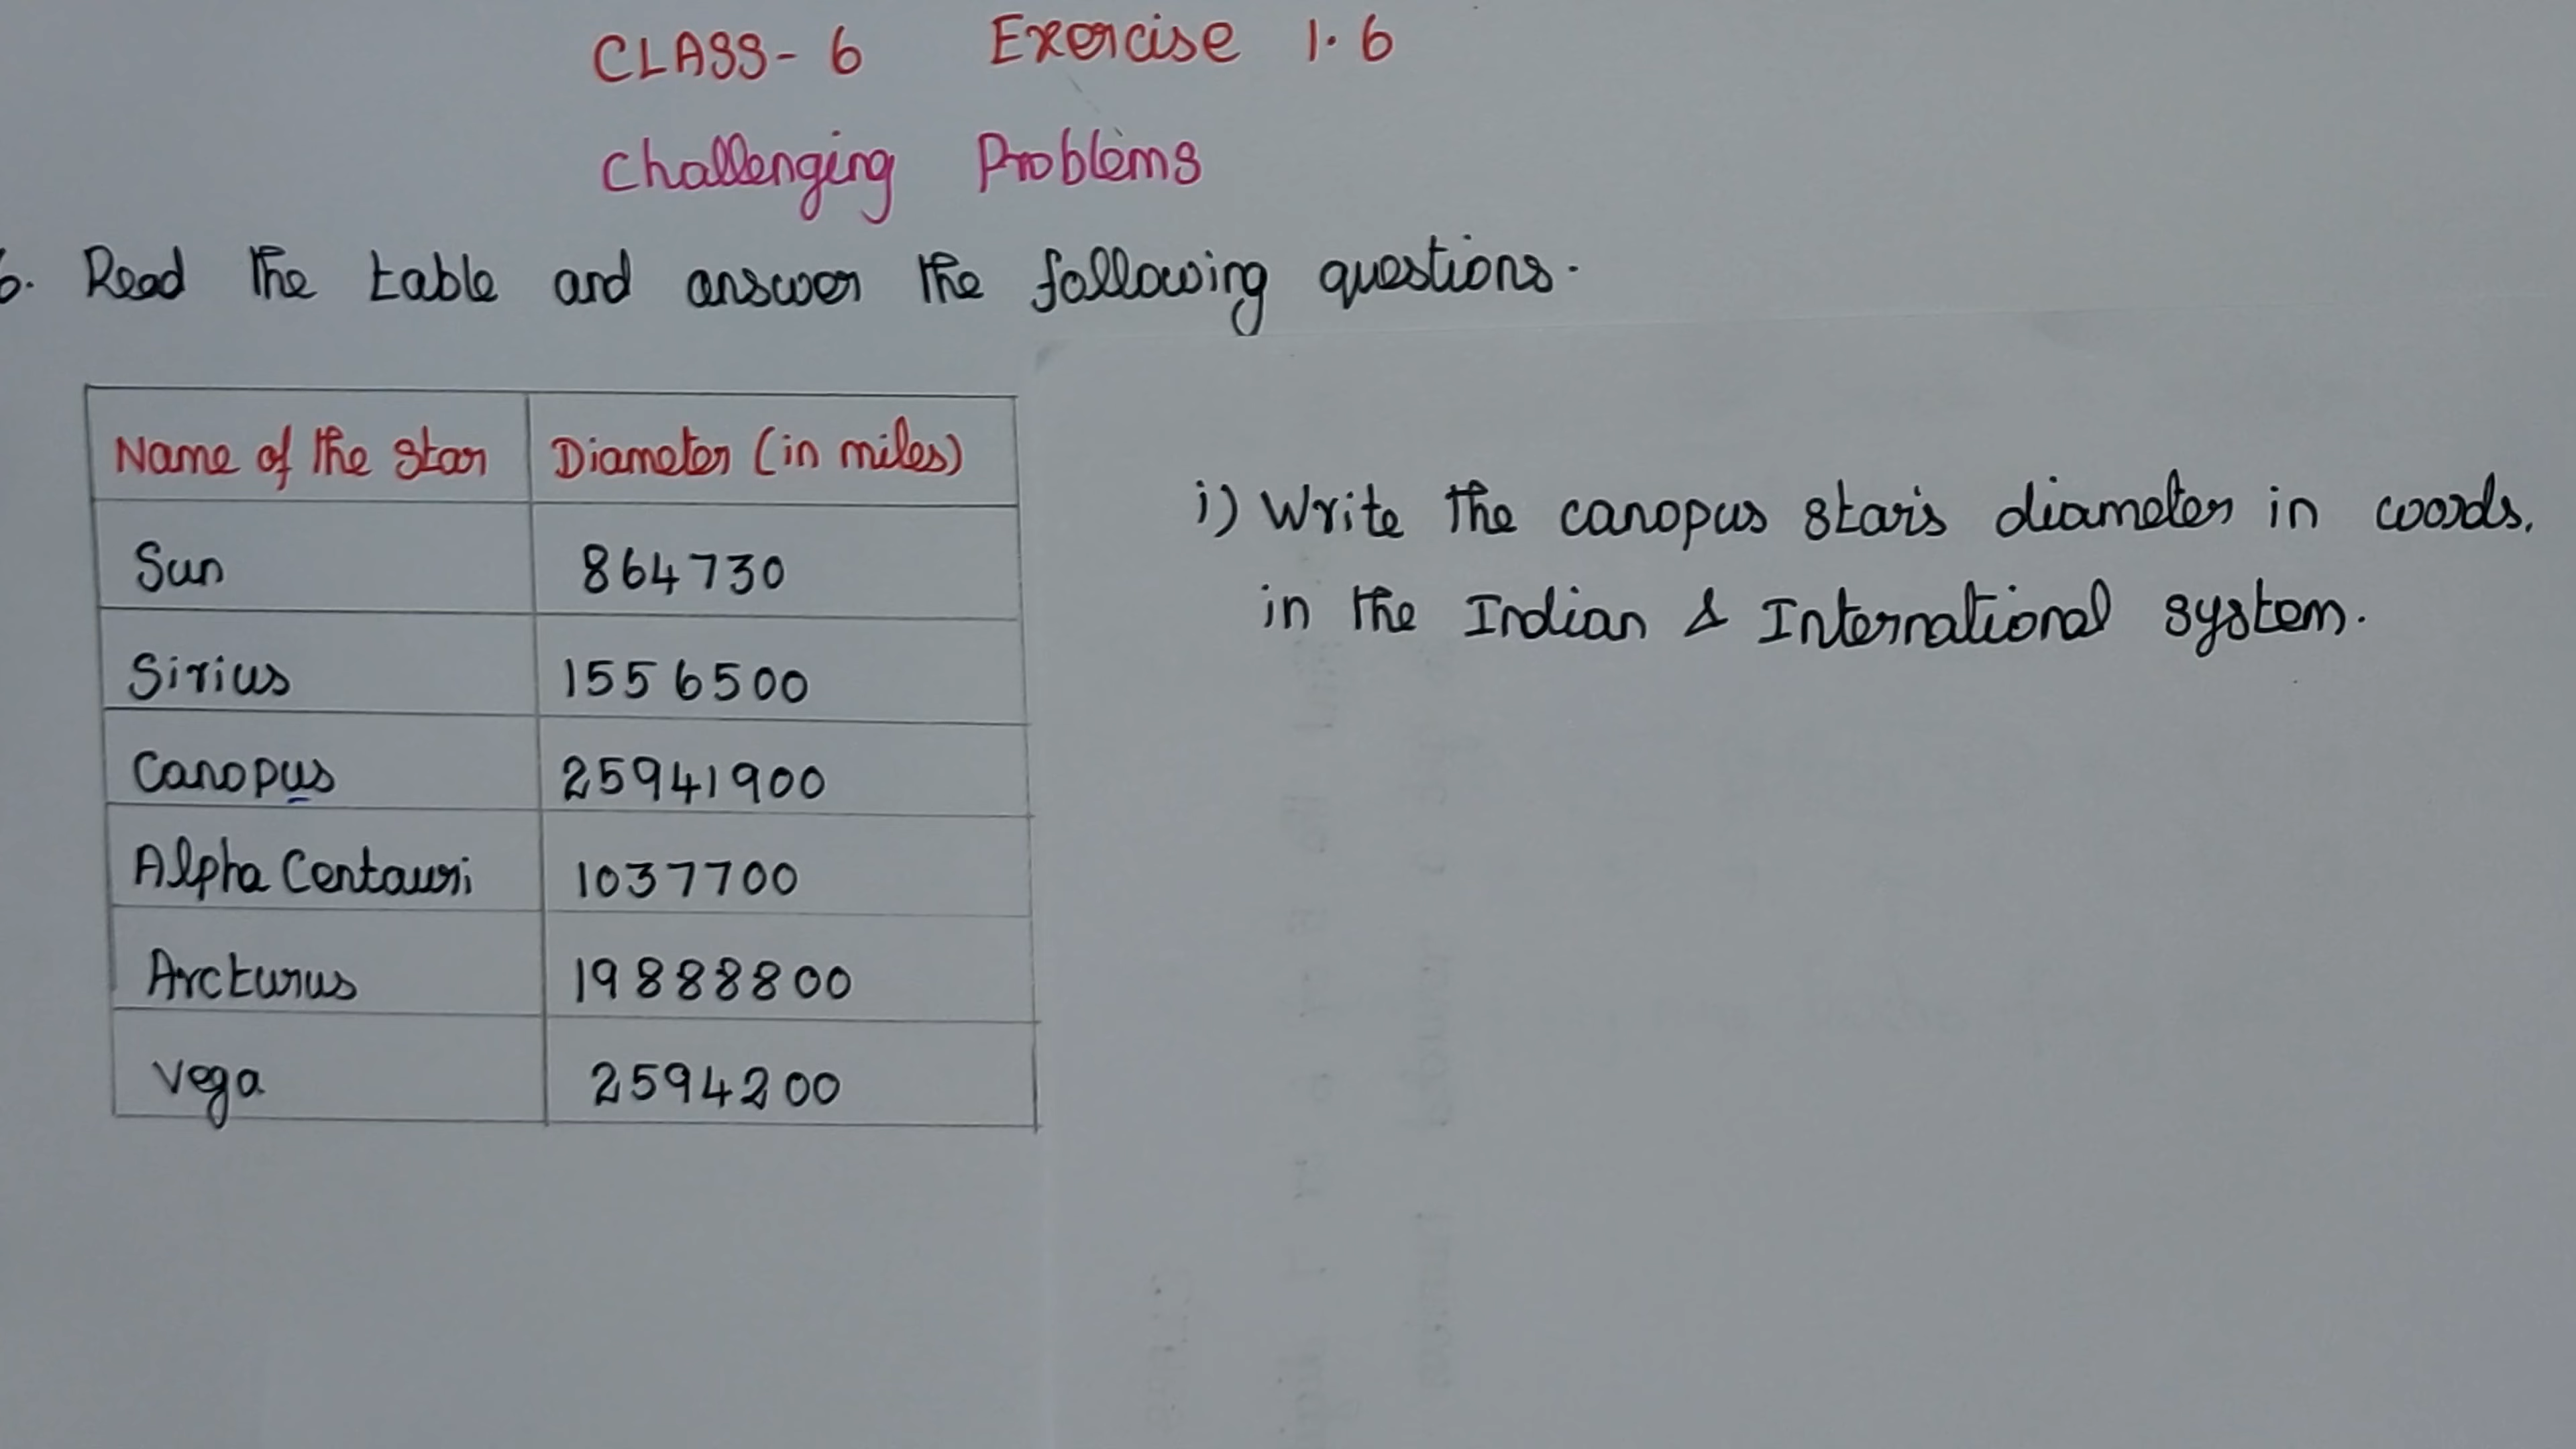 CLASS- 6 Exercise 1.6
Challenging Problems
6. Read the table and answer the following questions.
Name of the Star Diameter (in miles)
Sun 864730
Sirius 1556500
Canopus 25941900
Alpha Centauri 1037700
Arcturus 19888800
Vega 2594200
i) Write the canopus star's diameter in words.
in the Indian & International system.